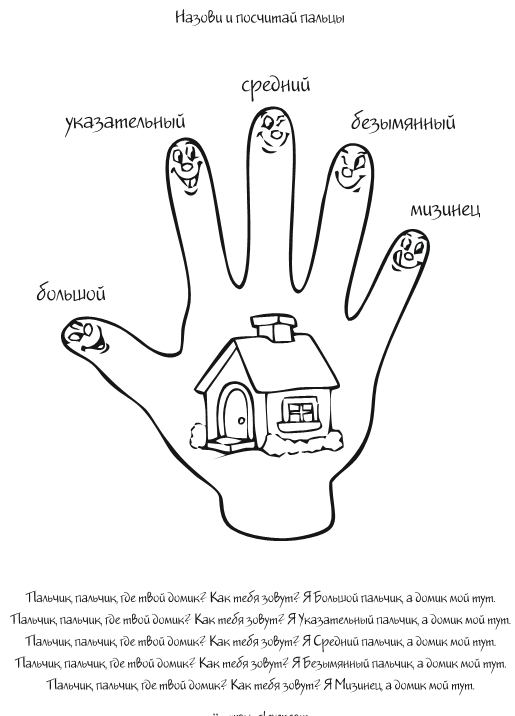 Назови и посчитай пальцы
средний
указательный
безымянный
мизинец
большой
Пальчик, пальчик, где твой домик? Как тебя зовут? Я Большой пальчик, а домик мой тут.
Пальчик, пальчик, где твой домик? Как тебя зовут? Я Указательный пальчик, а домик мой тут.
Пальчик, пальчик, где твой домик? Как тебя зовут? Я Средний пальчик, а домик мой тут.
Пальчик, пальчик, где твой домик? Как тебя зовут? Я Безымянный пальчик, а домик мой тут.
Пальчик, пальчик, где твой домик? Как тебя зовут? Я Мизинец, а домик мой тут.